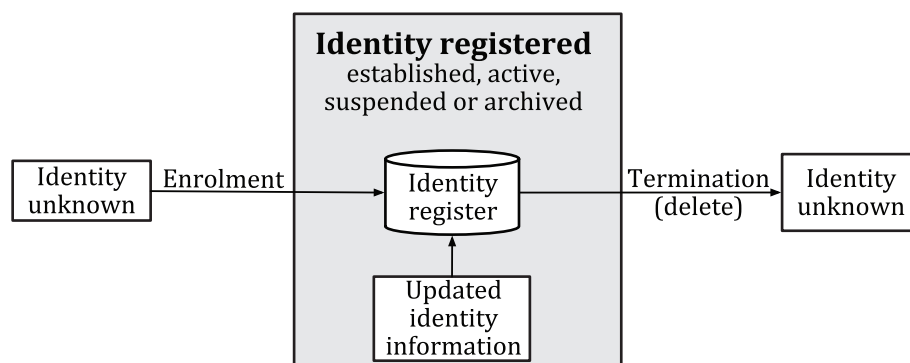 Identity registered
established, active,
suspended or archived
Identity
unknown
Enrolment
Identity
register
Termination
(delete)
Identity
unknown
Updated
identity
information